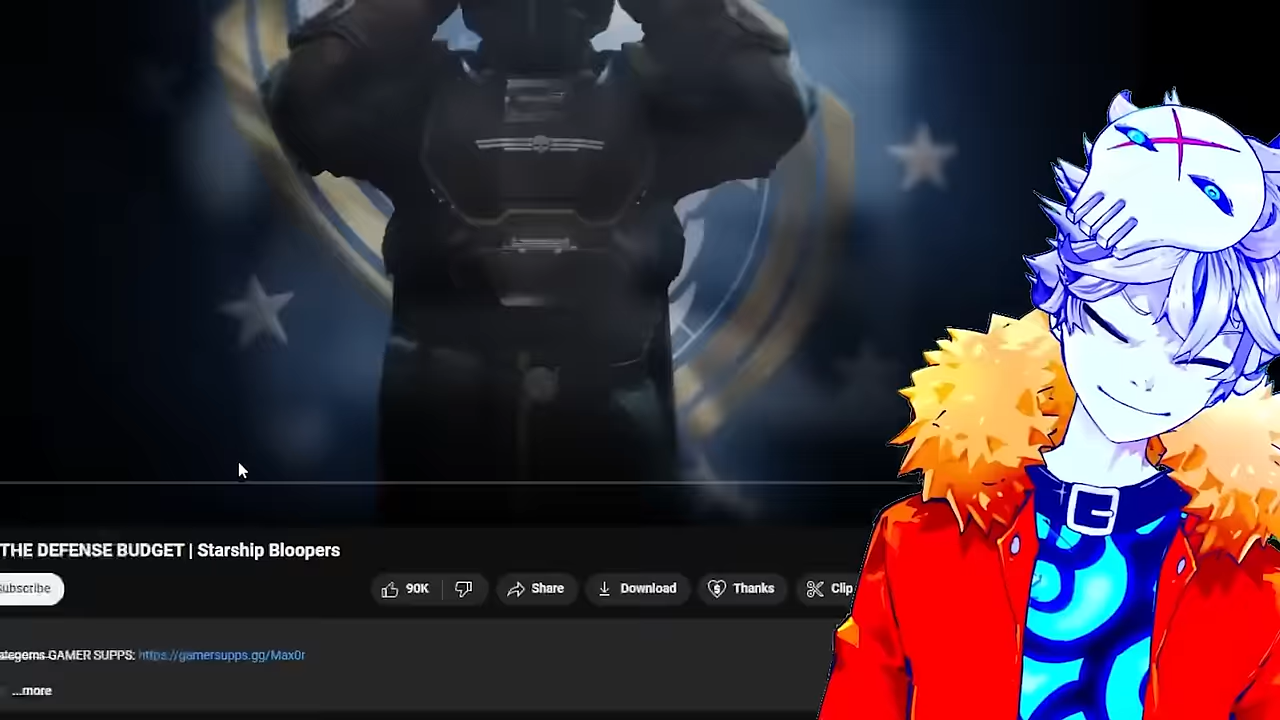 THE DEFENSE BUDGET | Starship Bloopers
Subscribe
90K
Share
Download
Thanks
Clip
GAMER SUPPS: https://gamersupps.gg/Max0r
...more